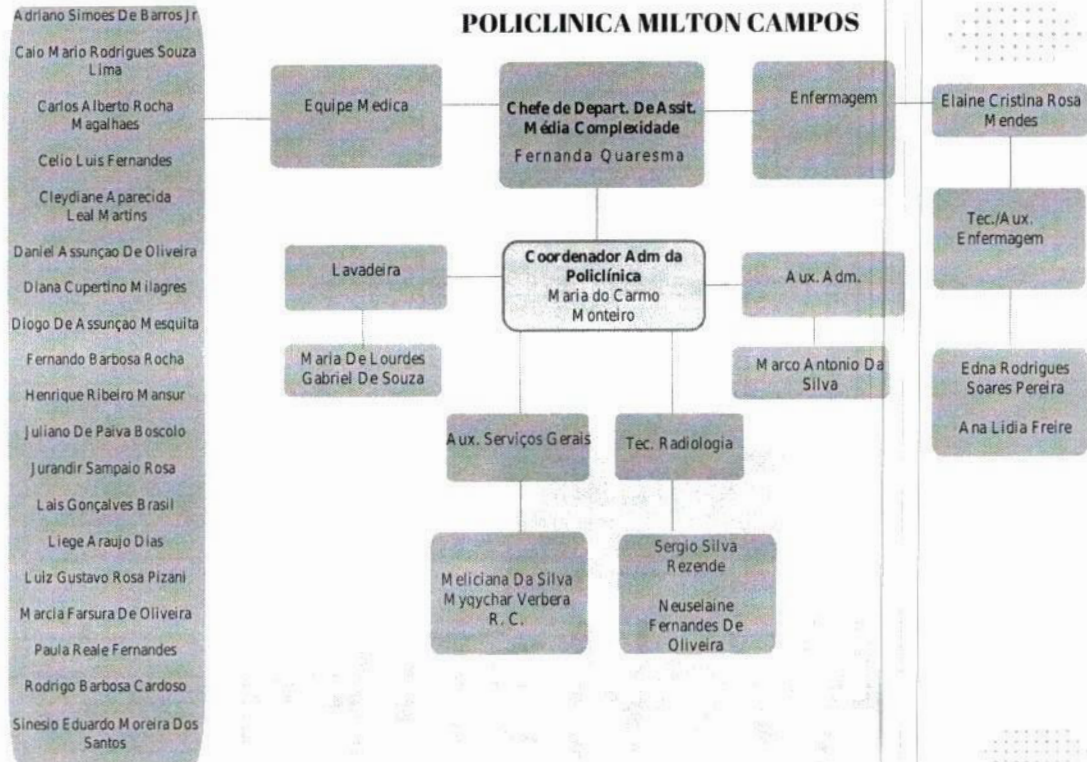 POLICLINICA MILTON CAMPOS
Adriano Simoes De Barros Jr
Caio Mario Rodrigues Souza
Lima
Carlos Alberto Rocha
Magalhaes
Celio Luis Fernandes
Cleydiane Aparecida
Leal Martins
Daniel Assunçao De Oliveira
Diana Cupertino Milagres
Diogo De Assunçao Mesquita
Fernando Barbosa Rocha
Henrique Ribeiro Mansur
Juliano De Paiva Boscolo
Jurandir Sampaio Rosa
Lais Gonçalves Brasil
Liege Araujo Dias
Luiz Gustavo Rosa Pizani
Marcia Farsura De Oliveira
Paula Reale Fernandes
Rodrigo Barbosa Cardoso
Sinesio Eduardo Moreira Dos
Santos
Equipe Medica
Chefe de Depart. De Assit.
Média Complexidade
Fernanda Quaresma
Enfermagem
Elaine Cristina Rosa
Mendes
Tec./Aux.
Enfermagem
Edna Rodrigues
Soares Pereira
Ana Lidia Freire
Lavadeira
Maria De Lourdes
Gabriel De Souza
Coordenador Adm da
Policlínica
Maria do Carmo
Monteiro
Aux. Adm.
Marco Antonio Da
Silva
Aux. Serviços Gerais
Meliciana Da Silva
Myqychar Verbera
R. C.
Tec. Radiologia
Sergio Silva
Rezende
Neuselaine
Fernandes De
Oliveira